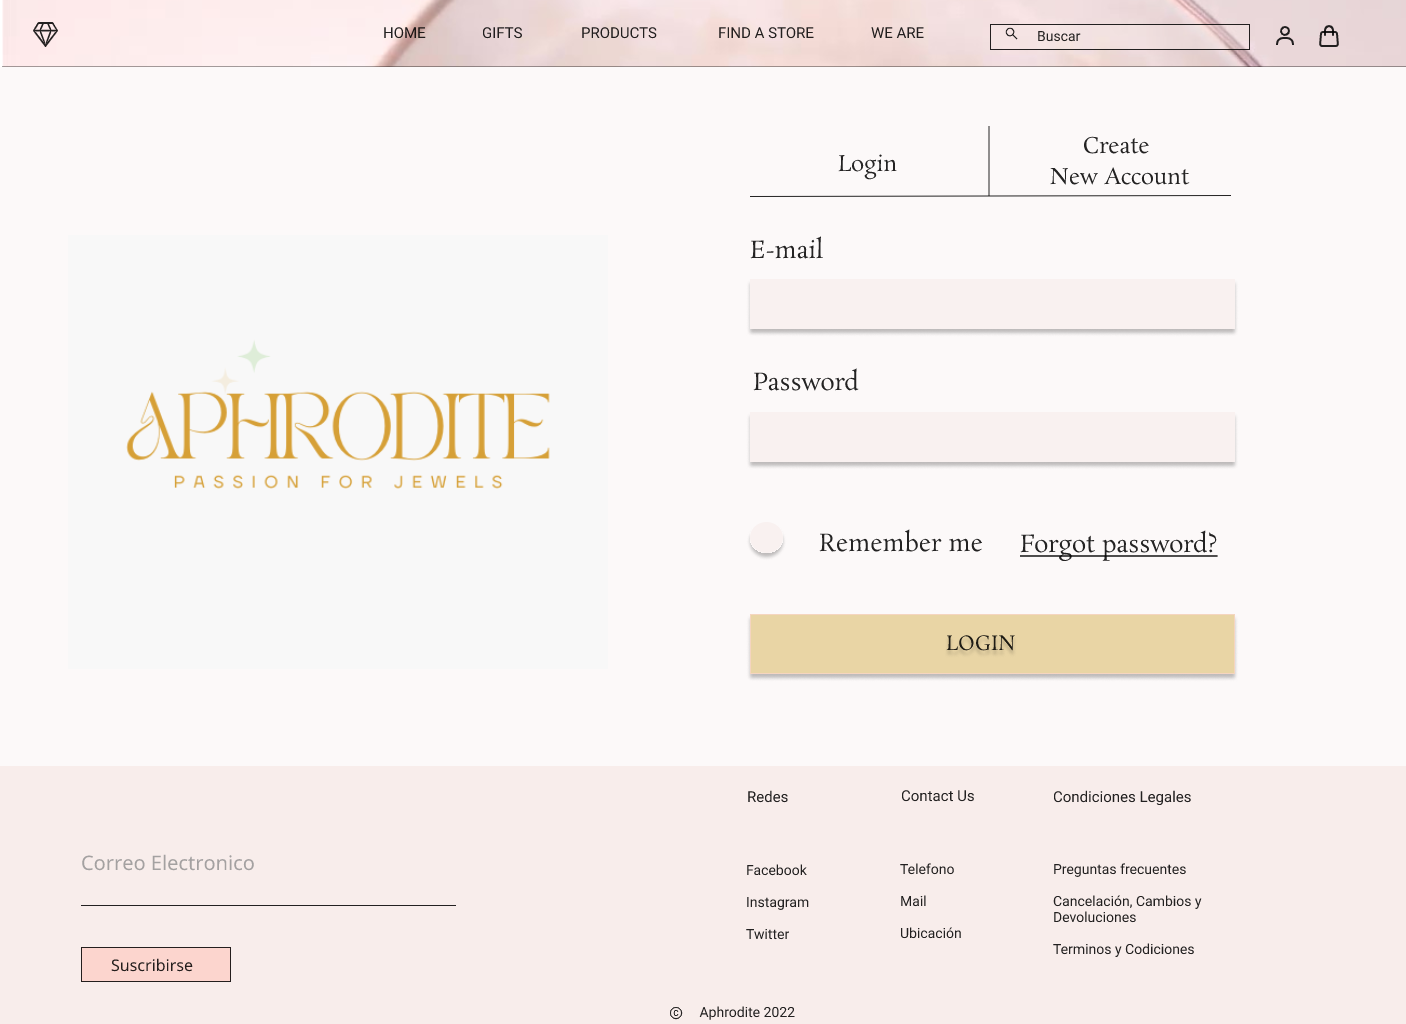 HOME GIFTS PRODUCTS FIND A STORE WE ARE Buscar
Login
Create
New Account
E-mail
Password
Remember me Forgot password?
LOGIN
APHRODITE
PASSION FOR JEWELS
Correo Electronico
Suscribirse
Redes
Facebook
Instagram
Twitter
Contact Us
Telefono
Mail
Ubicación
Condiciones Legales
Preguntas frecuentes
Cancelación, Cambios y
Devoluciones
Terminos y Codiciones
© Aphrodite 2022